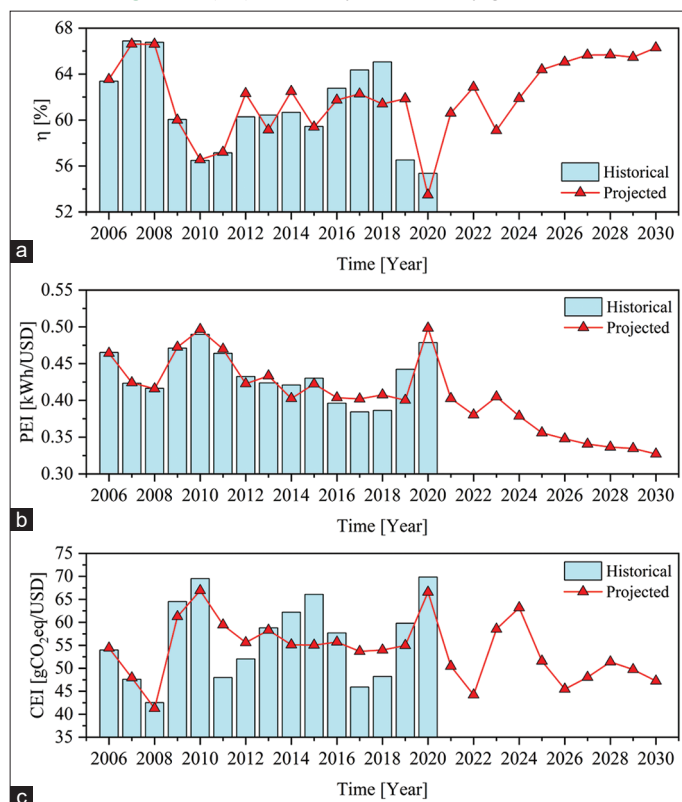 68
64
60
56
52
η [%]
Historical
Projected
2006 2008 2010 2012 2014 2016 2018 2020 2022 2024 2026 2028 2030
Time [Year]
a
0.55
0.50
0.45
0.40
0.35
0.30
PEI [kWh/USD]
Historical
Projected
2006 2008 2010 2012 2014 2016 2018 2020 2022 2024 2026 2028 2030
Time [Year]
b
75
70
65
60
55
50
45
40
35
CEI [gCO₂eq/USD]
Historical
Projected
2006 2008 2010 2012 2014 2016 2018 2020 2022 2024 2026 2028 2030
Time [Year]
c